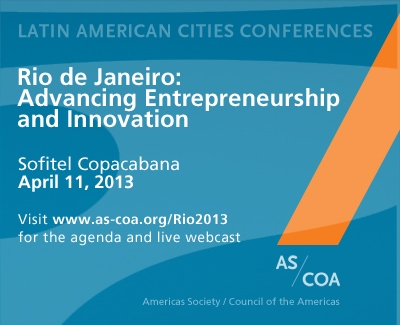 LATIN AMERICAN CITIES CONFERENCES
Rio de Janeiro:
Advancing Entrepreneurship
and Innovation
Sofitel Copacabana
April 11, 2013
Visit www.as-coa.org/Rio2013
for the agenda and live webcast
AS/
COA
Americas Society / Council of the Americas